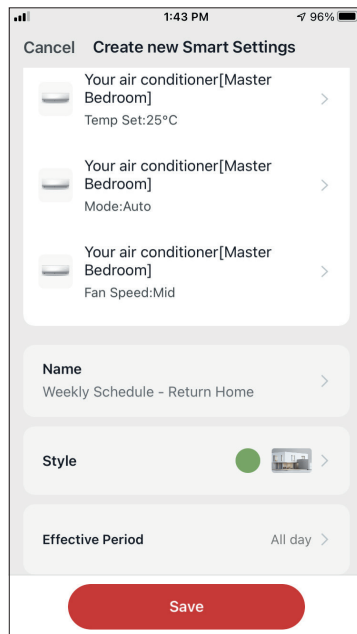 1:43 PM
96%
Cancel Create new Smart Settings
Your air conditioner[Master
Bedroom]
Temp Set:25°C
Your air conditioner[Master
Bedroom]
Mode:Auto
Your air conditioner[Master
Bedroom]
Fan Speed:Mid
Name
Weekly Schedule - Return Home
Style
Effective Period All day
Save